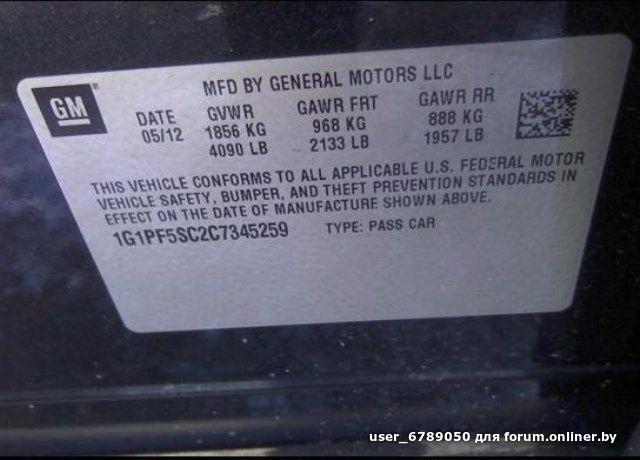 GM®
MFD BY GENERAL MOTORS LLC
DATE GVWR GAWR FRT GAWR RR
05/12 1856 KG 968 KG 888 KG
4090 LB 2133 LB 1957 LB
THIS VEHICLE CONFORMS TO ALL APPLICABLE U.S. FEDERAL MOTOR
VEHICLE SAFETY, BUMPER, AND THEFT PREVENTION STANDARDS IN
EFFECT ON THE DATE OF MANUFACTURE SHOWN ABOVE.
1G1PF5SC2C7345259 TYPE: PASS CAR
user_6789050 для forum.onliner.by